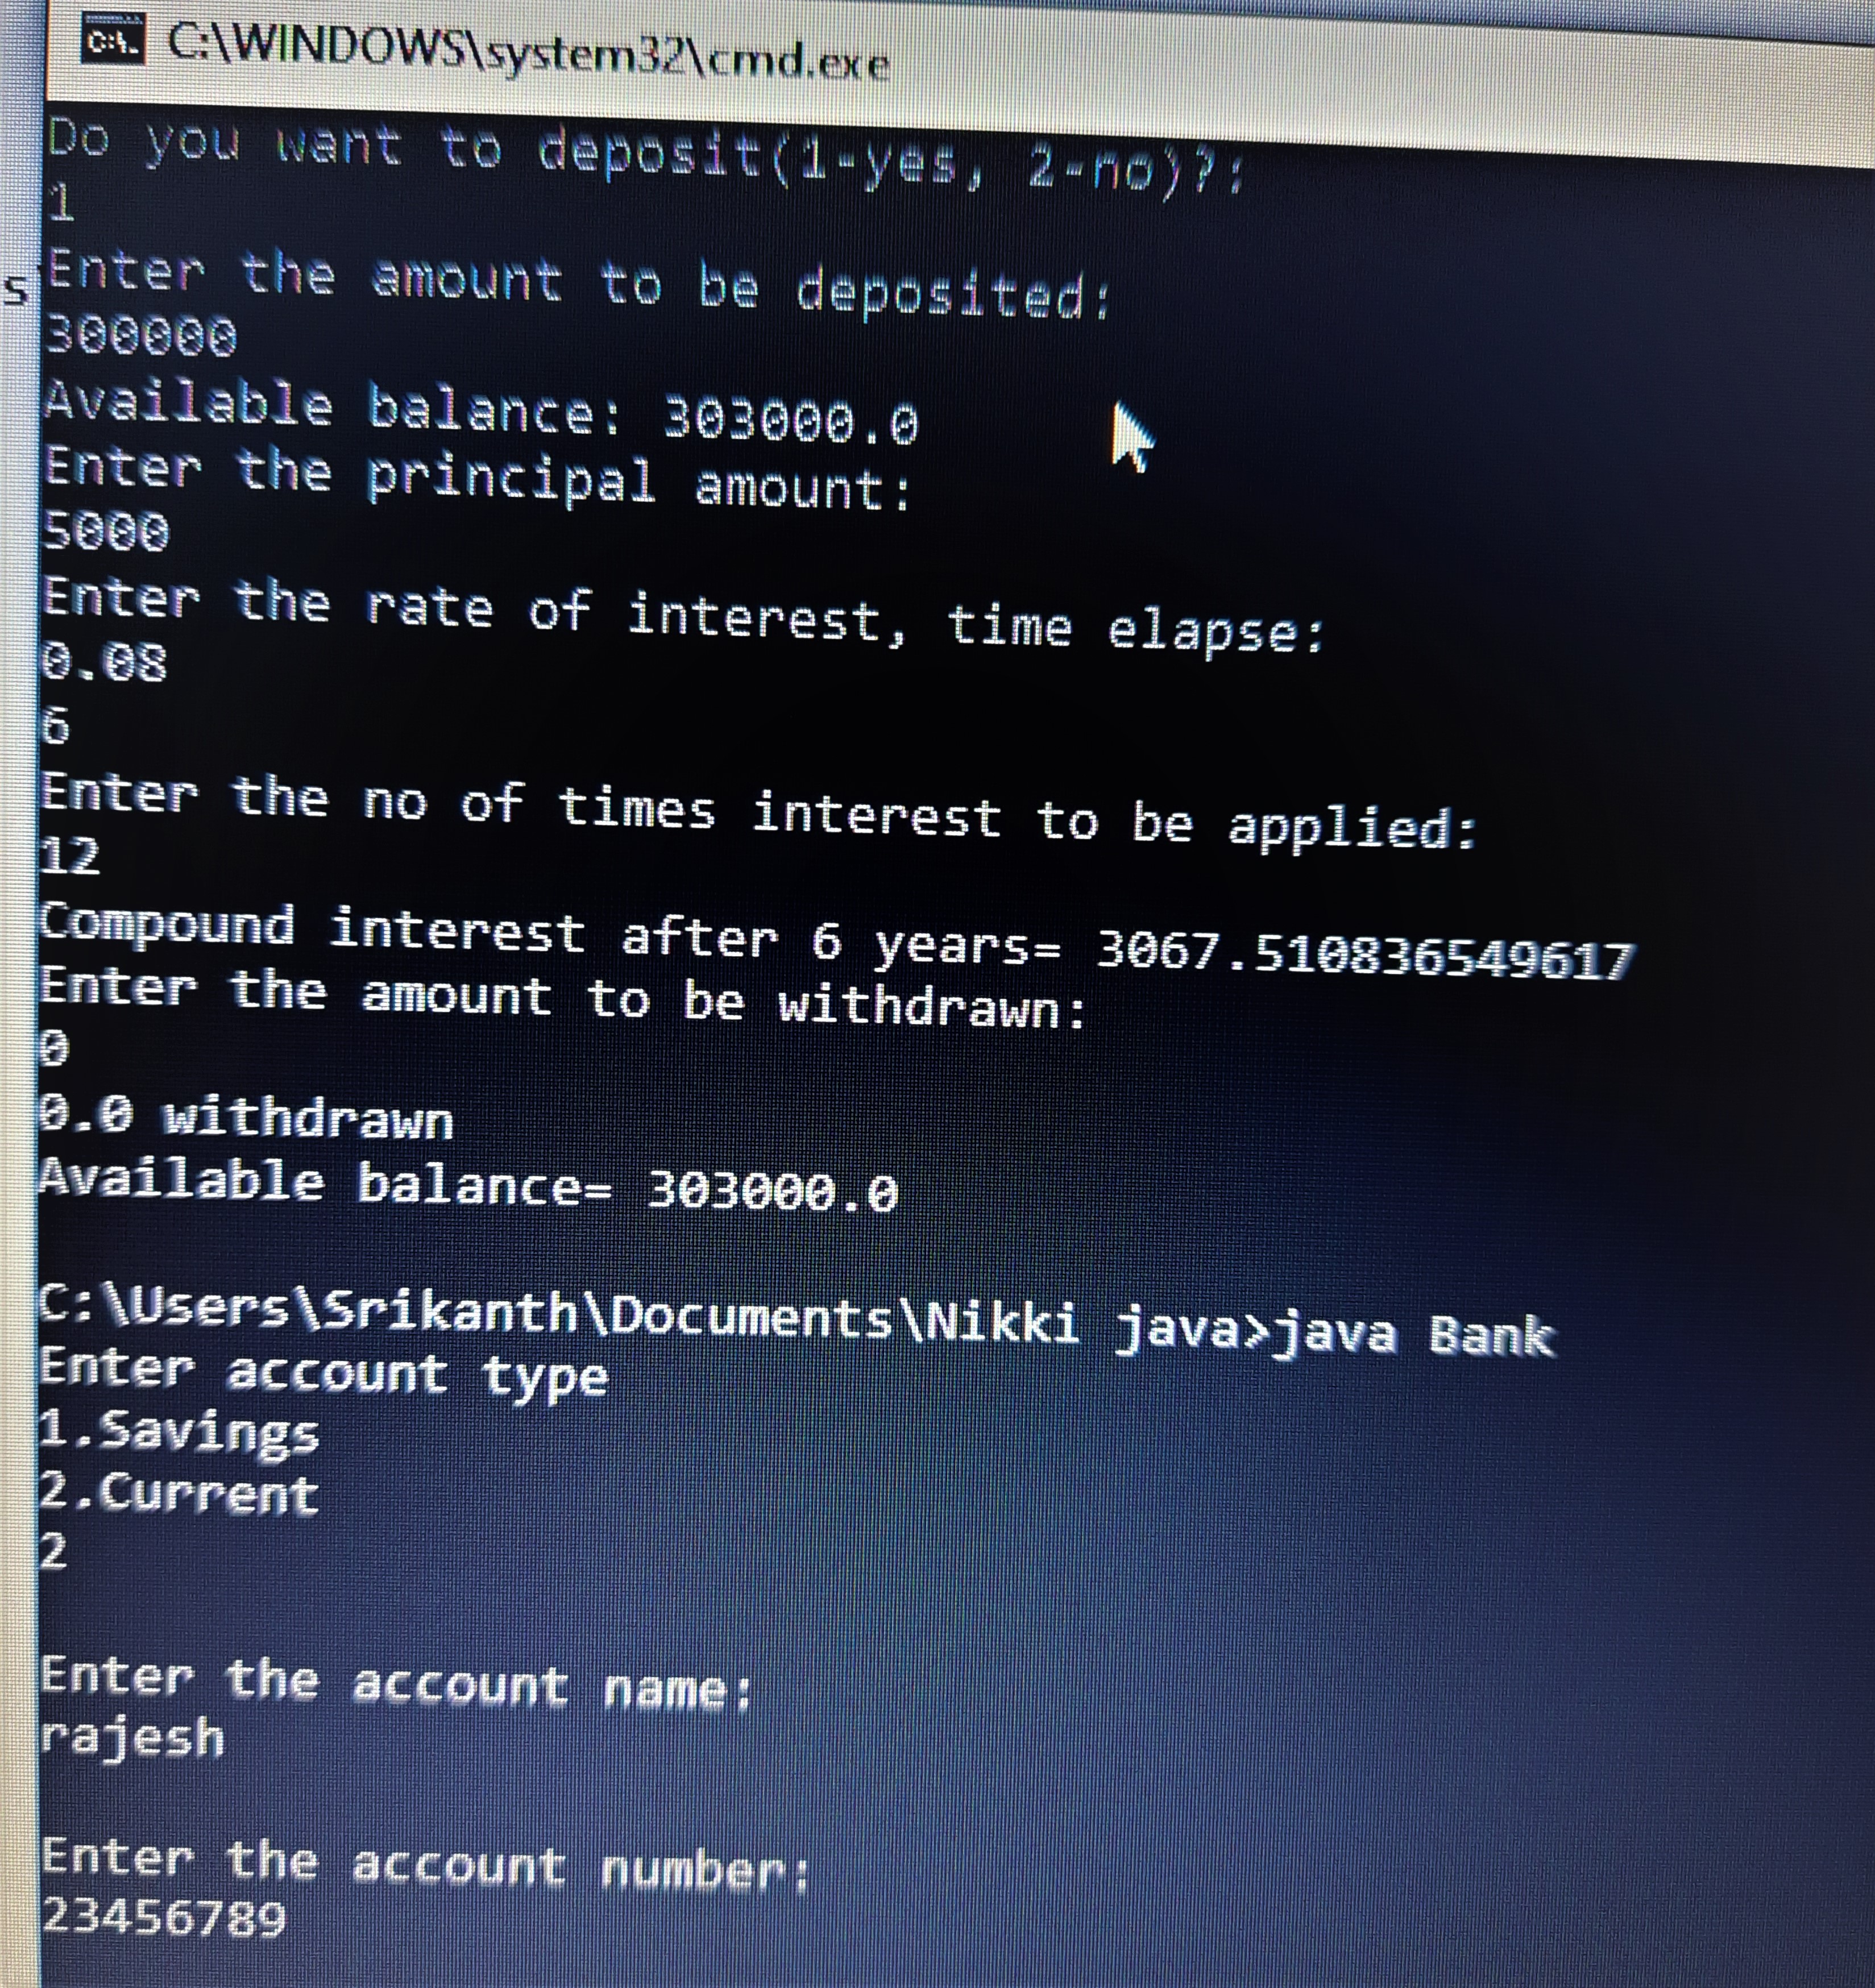 C:\WINDOWS\system32\cmd.exe
Do you want to deposit(1-yes, 2-no)?:
1
s
Enter the amount to be deposited:
300000
Available balance: 303000.0
Enter the principal amount:
5000
Enter the rate of interest, time elapse:
0.08
6
Enter the no of times interest to be applied:
12
Compound interest after 6 years= 3067.510836549617
Enter the amount to be withdrawn:
0
0.0 withdrawn
Available balance= 303000.0
C:\Users\Srikanth\Documents\Nikki java>java Bank
Enter account type
1.Savings
2.Current
2
Enter the account name:
rajesh
Enter the account number:
23456789